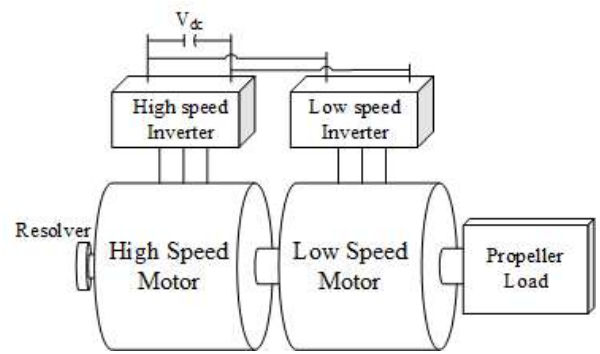 Vdc
High speed
Inverter
Low speed
Inverter
Resolver
High Speed
Motor
Low Speed
Motor
Propeller
Load